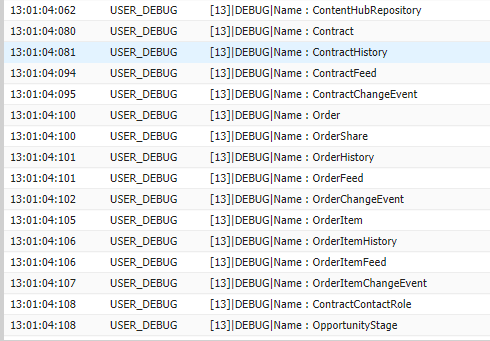 13:01:04:062 USER_DEBUG [13]|DEBUG|Name : ContentHubRepository
13:01:04:080 USER_DEBUG [13]|DEBUG|Name : Contract
13:01:04:081 USER_DEBUG [13]|DEBUG|Name : ContractHistory
13:01:04:094 USER_DEBUG [13]|DEBUG|Name : ContractFeed
13:01:04:095 USER_DEBUG [13]|DEBUG|Name : ContractChangeEvent
13:01:04:100 USER_DEBUG [13]|DEBUG|Name : Order
13:01:04:100 USER_DEBUG [13]|DEBUG|Name : OrderShare
13:01:04:101 USER_DEBUG [13]|DEBUG|Name : OrderHistory
13:01:04:101 USER_DEBUG [13]|DEBUG|Name : OrderFeed
13:01:04:102 USER_DEBUG [13]|DEBUG|Name : OrderChangeEvent
13:01:04:105 USER_DEBUG [13]|DEBUG|Name : OrderItem
13:01:04:106 USER_DEBUG [13]|DEBUG|Name : OrderItemHistory
13:01:04:106 USER_DEBUG [13]|DEBUG|Name : OrderItemFeed
13:01:04:107 USER_DEBUG [13]|DEBUG|Name : OrderItemChangeEvent
13:01:04:108 USER_DEBUG [13]|DEBUG|Name : ContractContactRole
13:01:04:108 USER_DEBUG [13]|DEBUG|Name : OpportunityStage